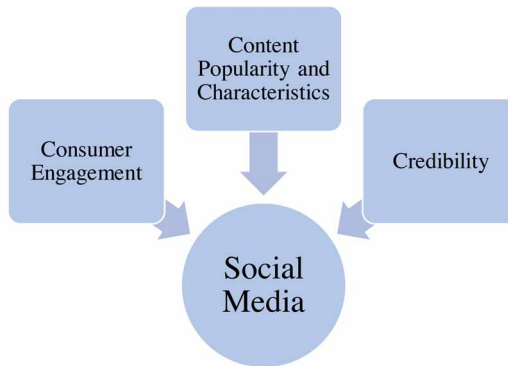 Content
Popularity and
Characteristics
Consumer
Engagement
Credibility
Social
Media